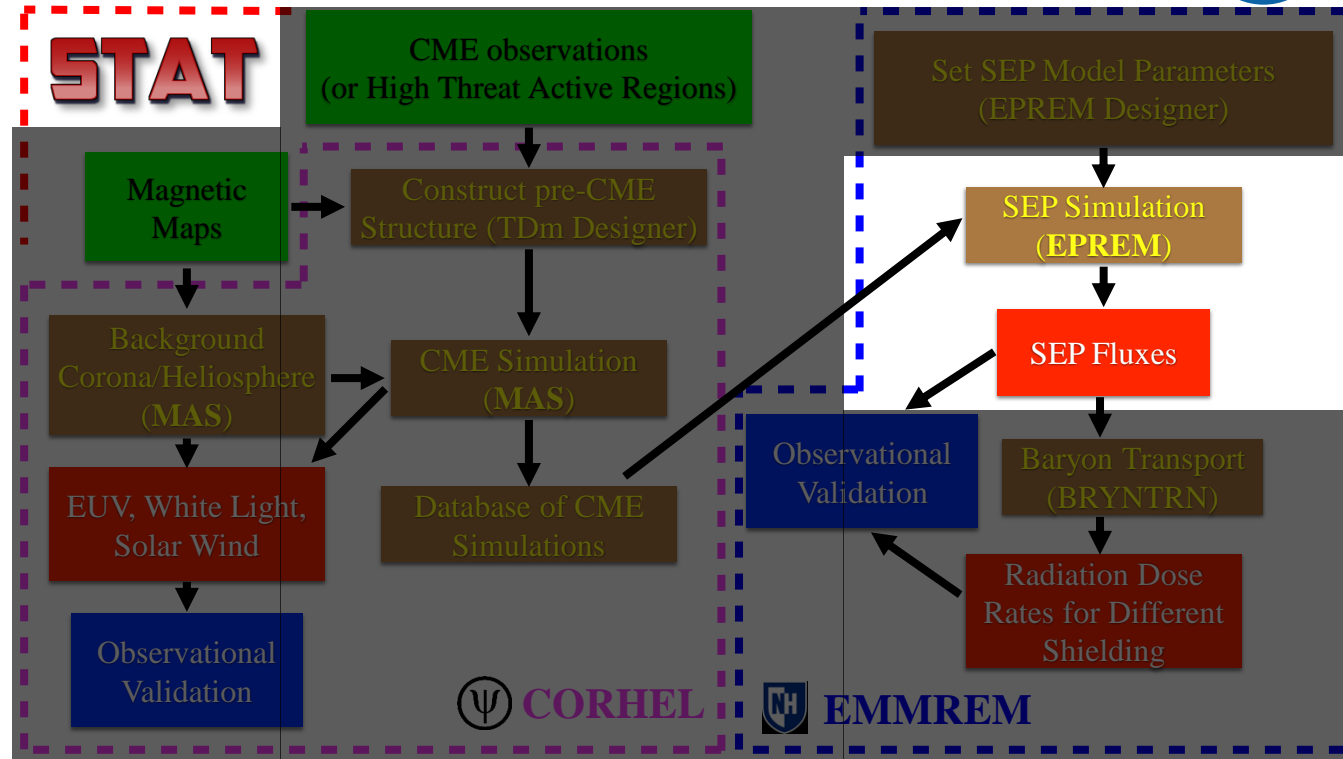 STAT
CME observations
(or High Threat Active Regions)
Set SEP Model Parameters
(EPREM Designer)
Magnetic
Maps
Construct pre-CME
Structure (TDm Designer)
SEP Simulation
(EPREM)
Background
Corona/Heliosphere
(MAS)
CME Simulation
(MAS)
SEP Fluxes
EUV, White Light,
Solar Wind
Database of CME
Simulations
Observational
Validation
Baryon Transport
(BRYNTRN)
Observational
Validation
Radiation Dose
Rates for Different
Shielding
Ψ CORHEL
NH EMMREM